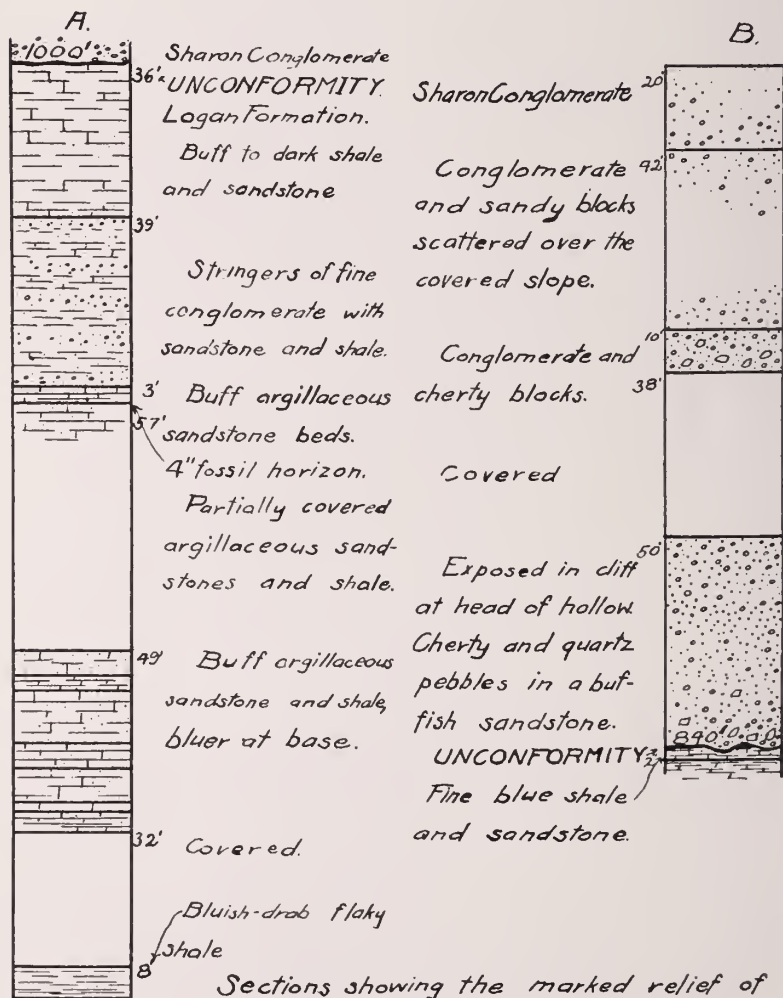 A.
1000'
Sharon Conglomerate
36'
UNCONFORMITY.
Logan Formation.
Buff to dark shale
and sandstone
39'
Stringers of fine
conglomerate with
sandstone and shale.
3'
Buff argillaceous
sandstone beds.
57'
4" fossil horizon.
Partially covered
argillaceous sand-
stones and shale.
49'
Buff argillaceous
sandstone and shale,
bluer at base.
32'
Covered.
Bluish-drab flaky
shale
8'
B.
Sharon Conglomerate
20'
42'
Conglomerate
and sandy blocks
scattered over the
covered slope.
10'
Conglomerate and
cherty blocks.
38'
Covered
50'
Exposed in cliff
at head of hollow.
Cherty and quartz
pebbles in a buf-
fish sandstone.
840'
UNCONFORMITY
2'
Fine blue shale
and sandstone.
Sections showing the marked relief of